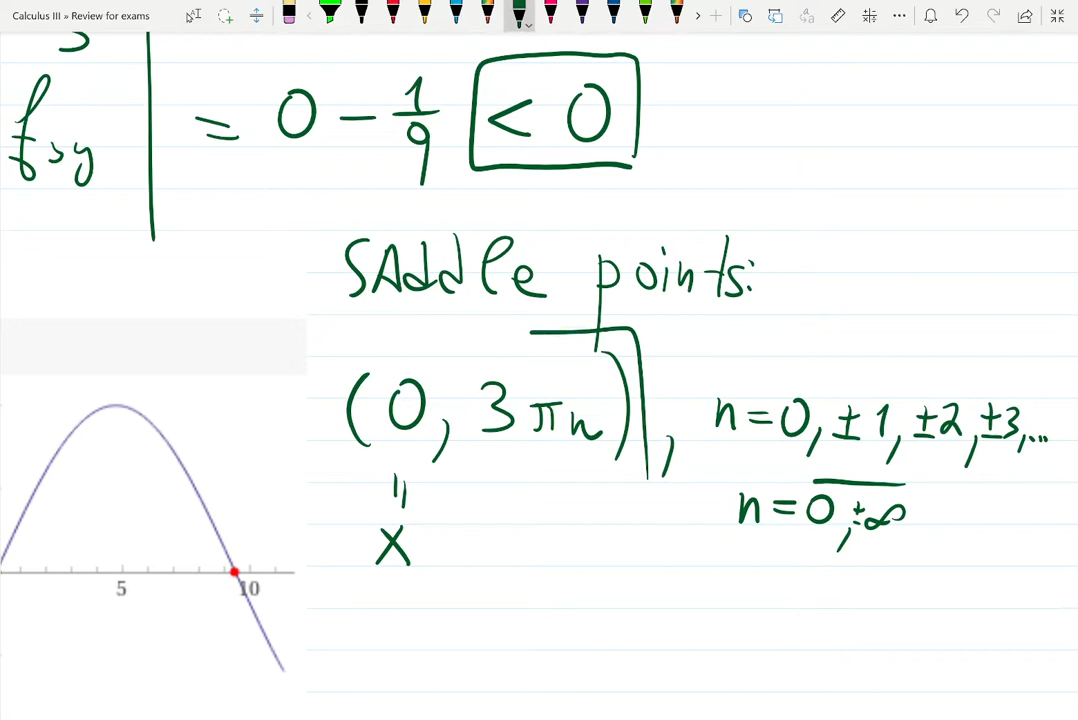 Calculus III » Review for exams
f_yy | = 0 - 1/9 < 0
SAddle points:
(0, 3πn), n=0, ±1, ±2, ±3,...
n=0, ±∞
=
X
5 10